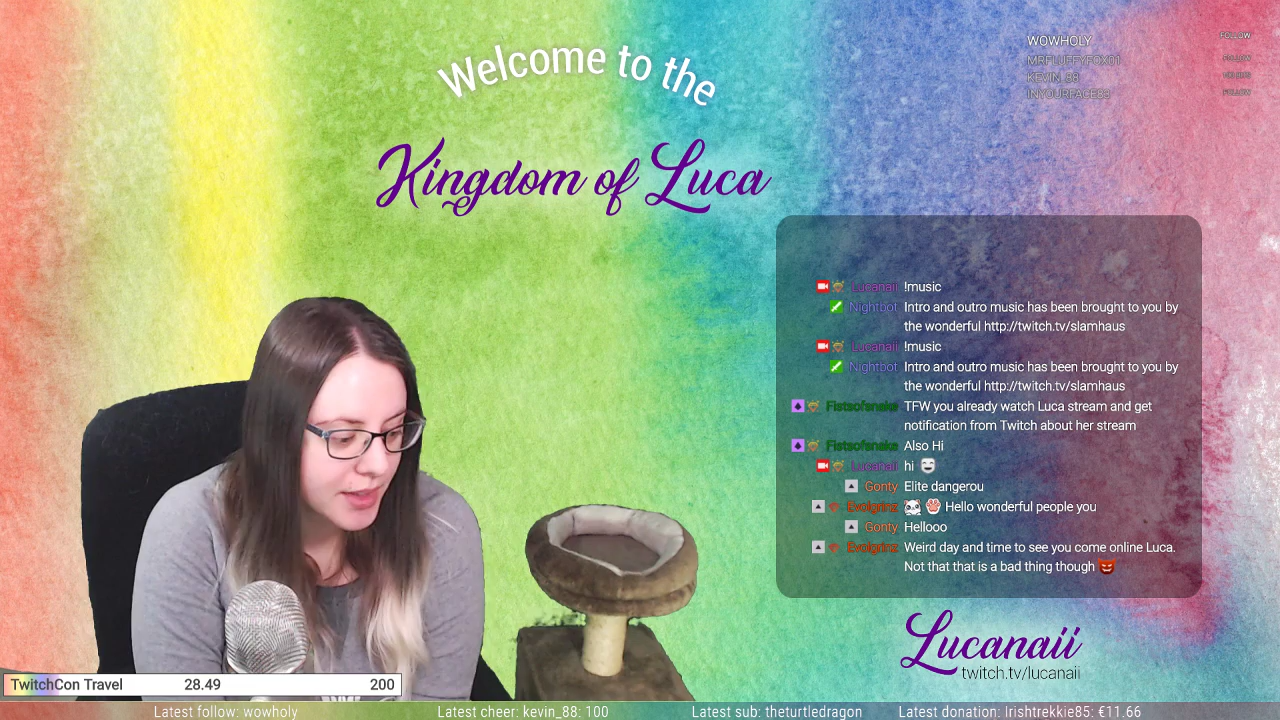 Welcome to the
Kingdom of Luca
WOWHOLY FOLLOW
MRFLUFFYFOX01 FOLLOW
KEVIN_88
INYOURFACE83 FOLLOW
Lucanaii !music
Nightbot Intro and outro music has been brought to you by
the wonderful http://twitch.tv/slamhaus
Lucanaii !music
Nightbot Intro and outro music has been brought to you by
the wonderful http://twitch.tv/slamhaus
Fistsofsnake TFW you already watch Luca stream and get
notification from Twitch about her stream
Fistsofsnake Also Hi
Lucanaii hi
Gonty Elite dangerou
Evolgrinz Hello wonderful people you
Gonty Hellooo
Evolgrinz Weird day and time to see you come online Luca.
Not that that is a bad thing though
Lucanaii
twitch.tv/lucanaii
TwitchCon Travel 28.49 200
Latest follow: wowholy Latest cheer: kevin_88: 100 Latest sub: theturtledragon Latest donation: Irishtrekkie85: €11.66